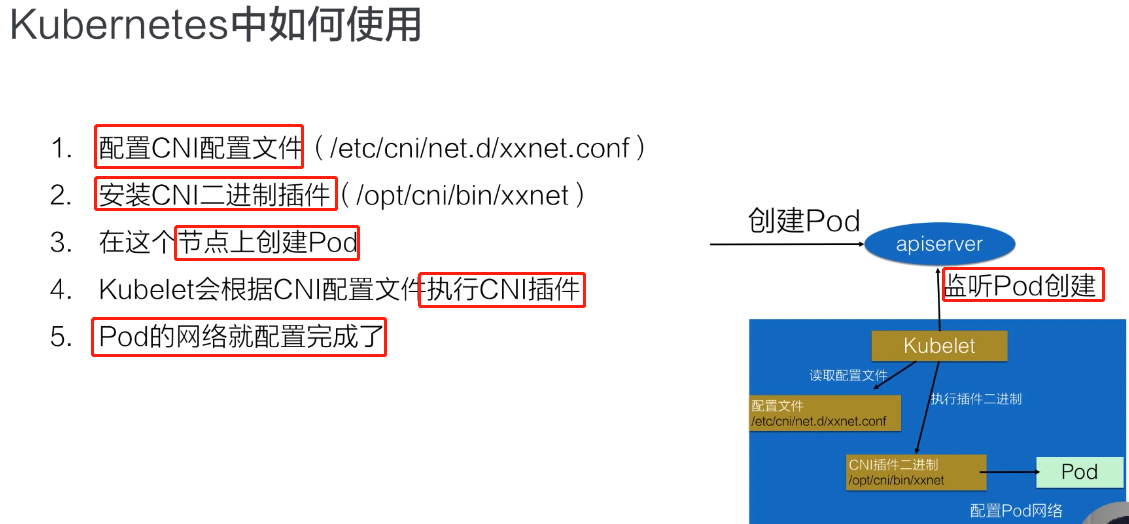 Kubernetes中如何使用
1. 配置CNI配置文件（/etc/cni/net.d/xxnet.conf）
2. 安装CNI二进制插件（/opt/cni/bin/xxnet）
3. 在这个节点上创建Pod
4. Kubelet会根据CNI配置文件执行CNI插件
5. Pod的网络就配置完成了
创建Pod
apiserver
监听Pod创建
Kubelet
读取配置文件
执行插件二进制
配置文件
/etc/cni/net.d/xxnet.conf
CNI插件二进制
/opt/cni/bin/xxnet
Pod
配置Pod网络